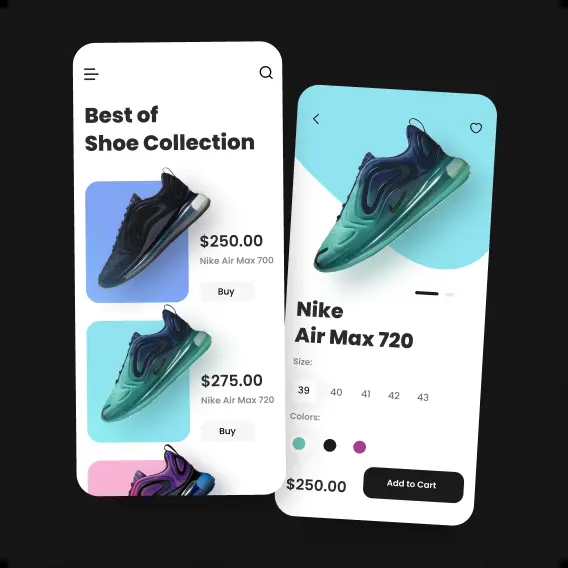 Best of
Shoe Collection
$250.00
Nike Air Max 700
Buy
$275.00
Nike Air Max 720
Buy
Nike
Air Max 720
Size:
39 40 41 42 43
Colors:
$250.00
Add to Cart